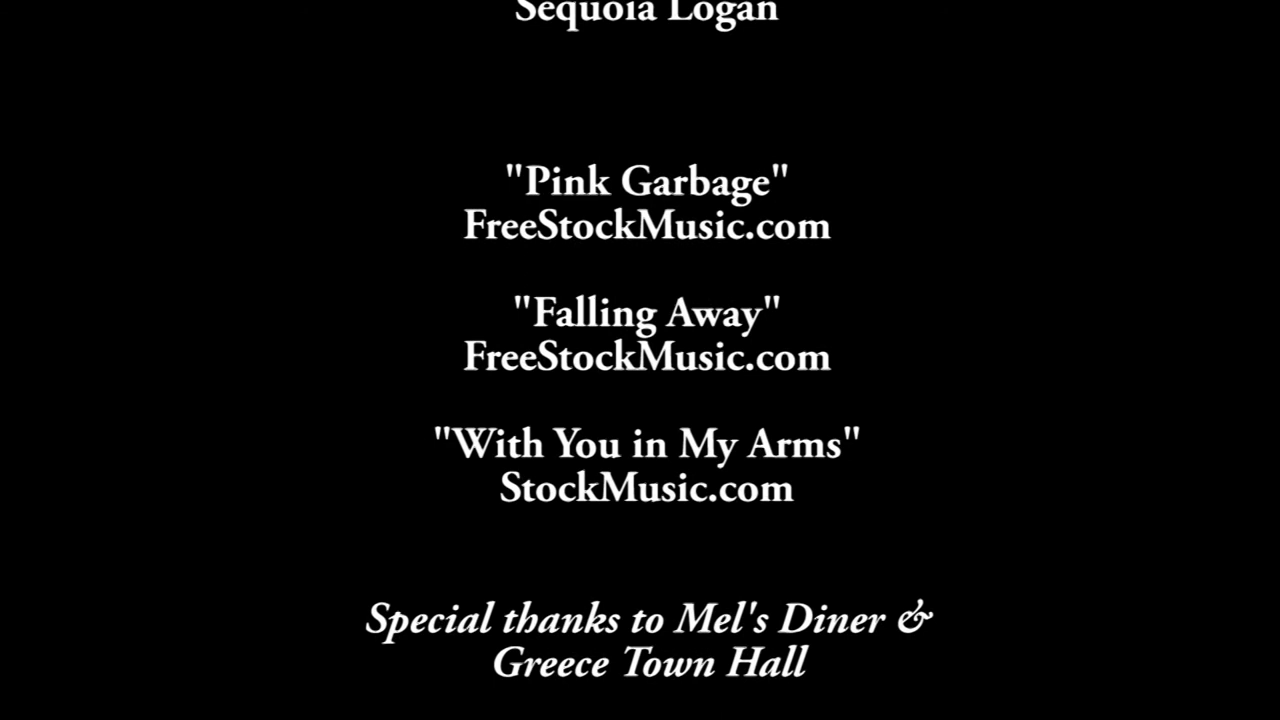 Sequoia Logan
"Pink Garbage"
FreeStockMusic.com
"Falling Away"
FreeStockMusic.com
"With You in My Arms"
StockMusic.com
Special thanks to Mel's Diner &
Greece Town Hall